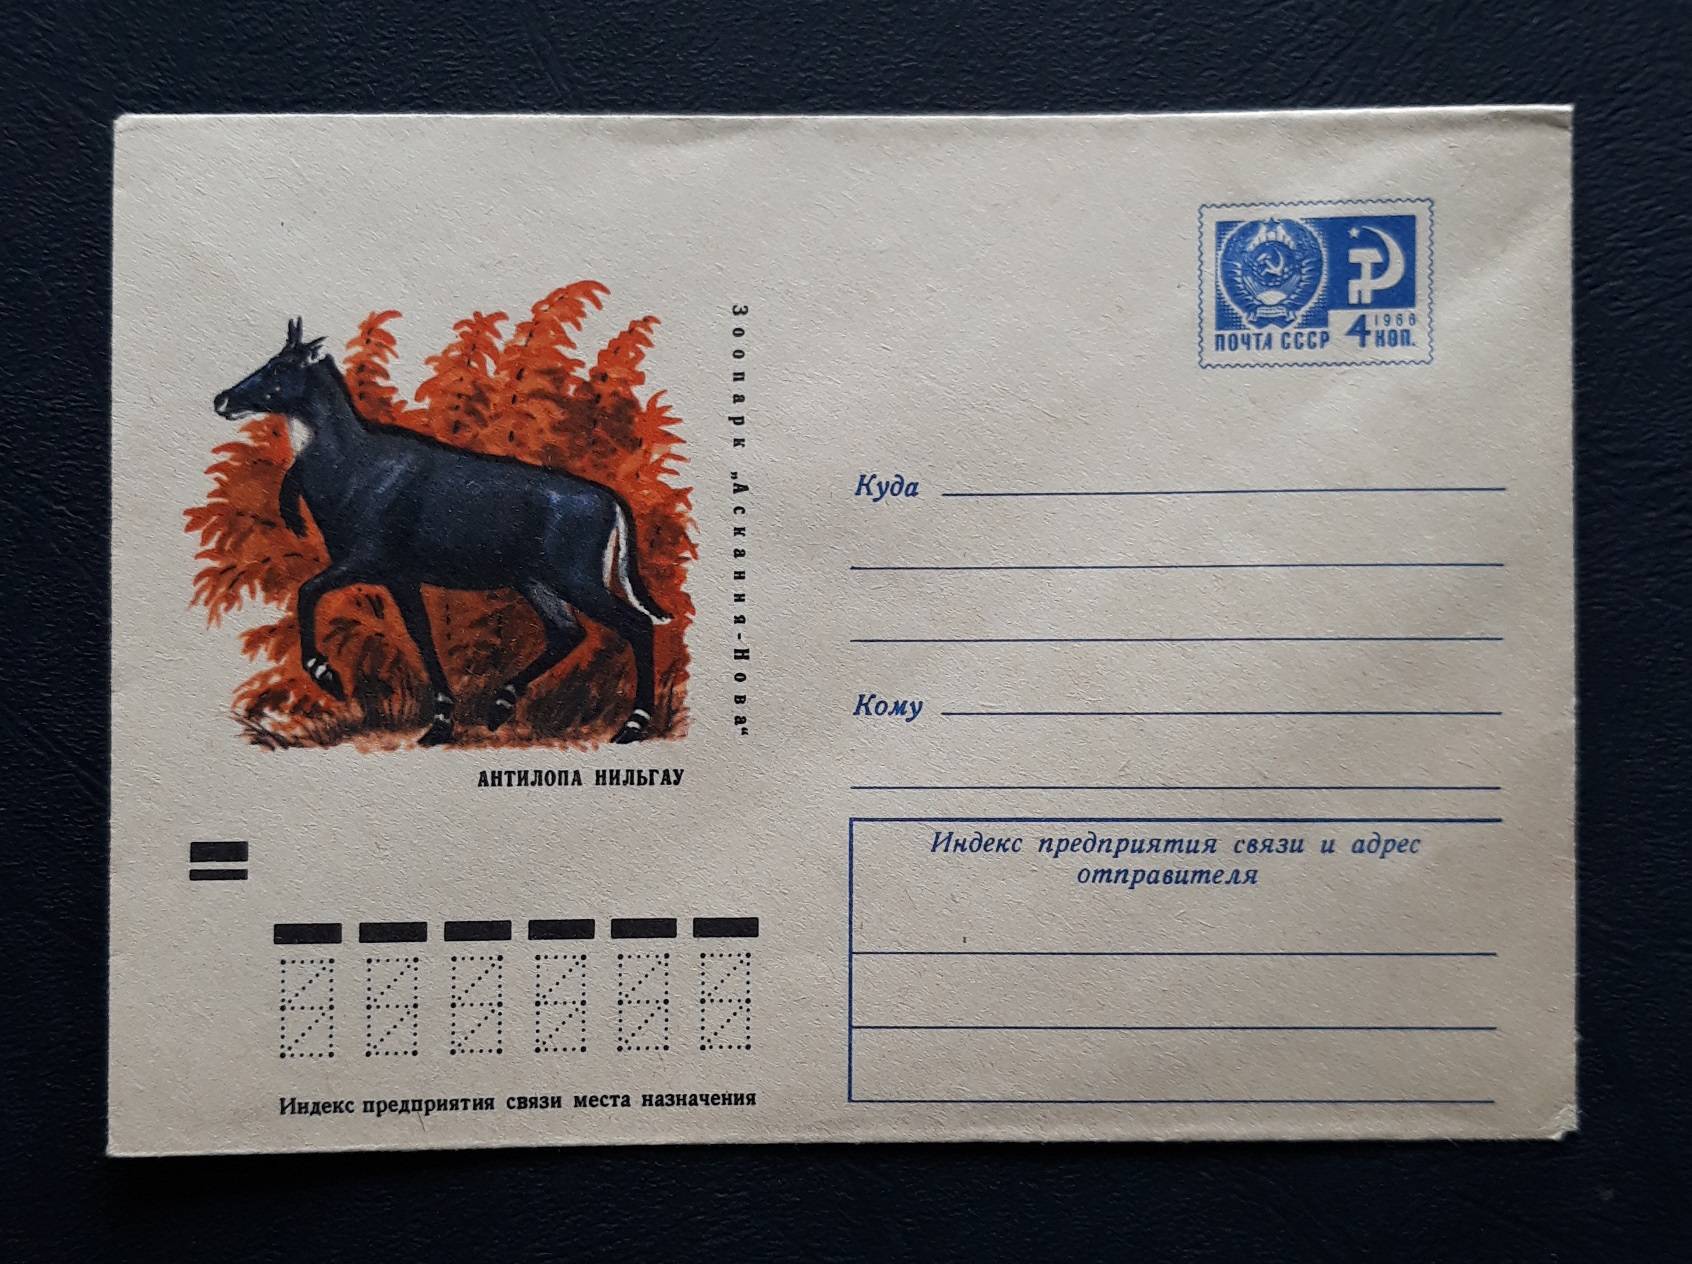 Зоопарк „Аскания-Нова“
АНТИЛОПА НИЛЬГАУ
ПОЧТА СССР 4 1966 КОП.
Куда
Кому
Индекс предприятия связи и адрес
отправителя
Индекс предприятия связи места назначения